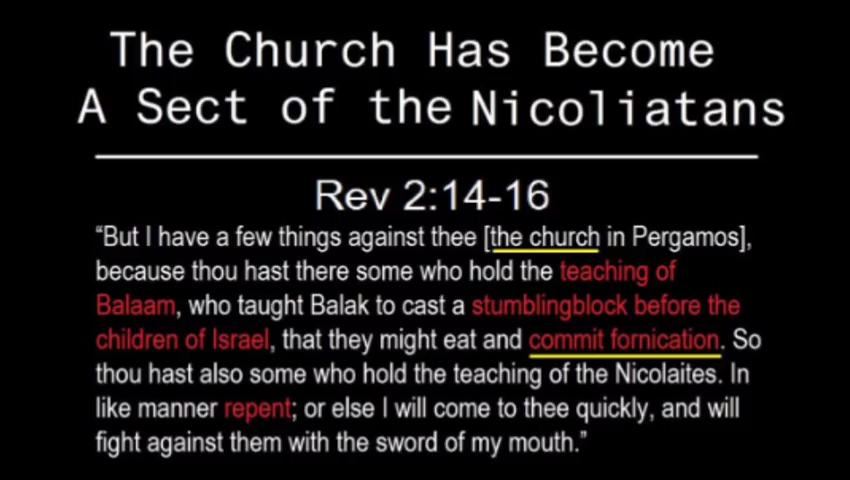 The Church Has Become
A Sect of the Nicoliatans
Rev 2:14-16
“But I have a few things against thee [the church in Pergamos],
because thou hast there some who hold the teaching of
Balaam, who taught Balak to cast a stumblingblock before the
children of Israel, that they might eat and commit fornication. So
thou hast also some who hold the teaching of the Nicolaites. In
like manner repent; or else I will come to thee quickly, and will
fight against them with the sword of my mouth.”